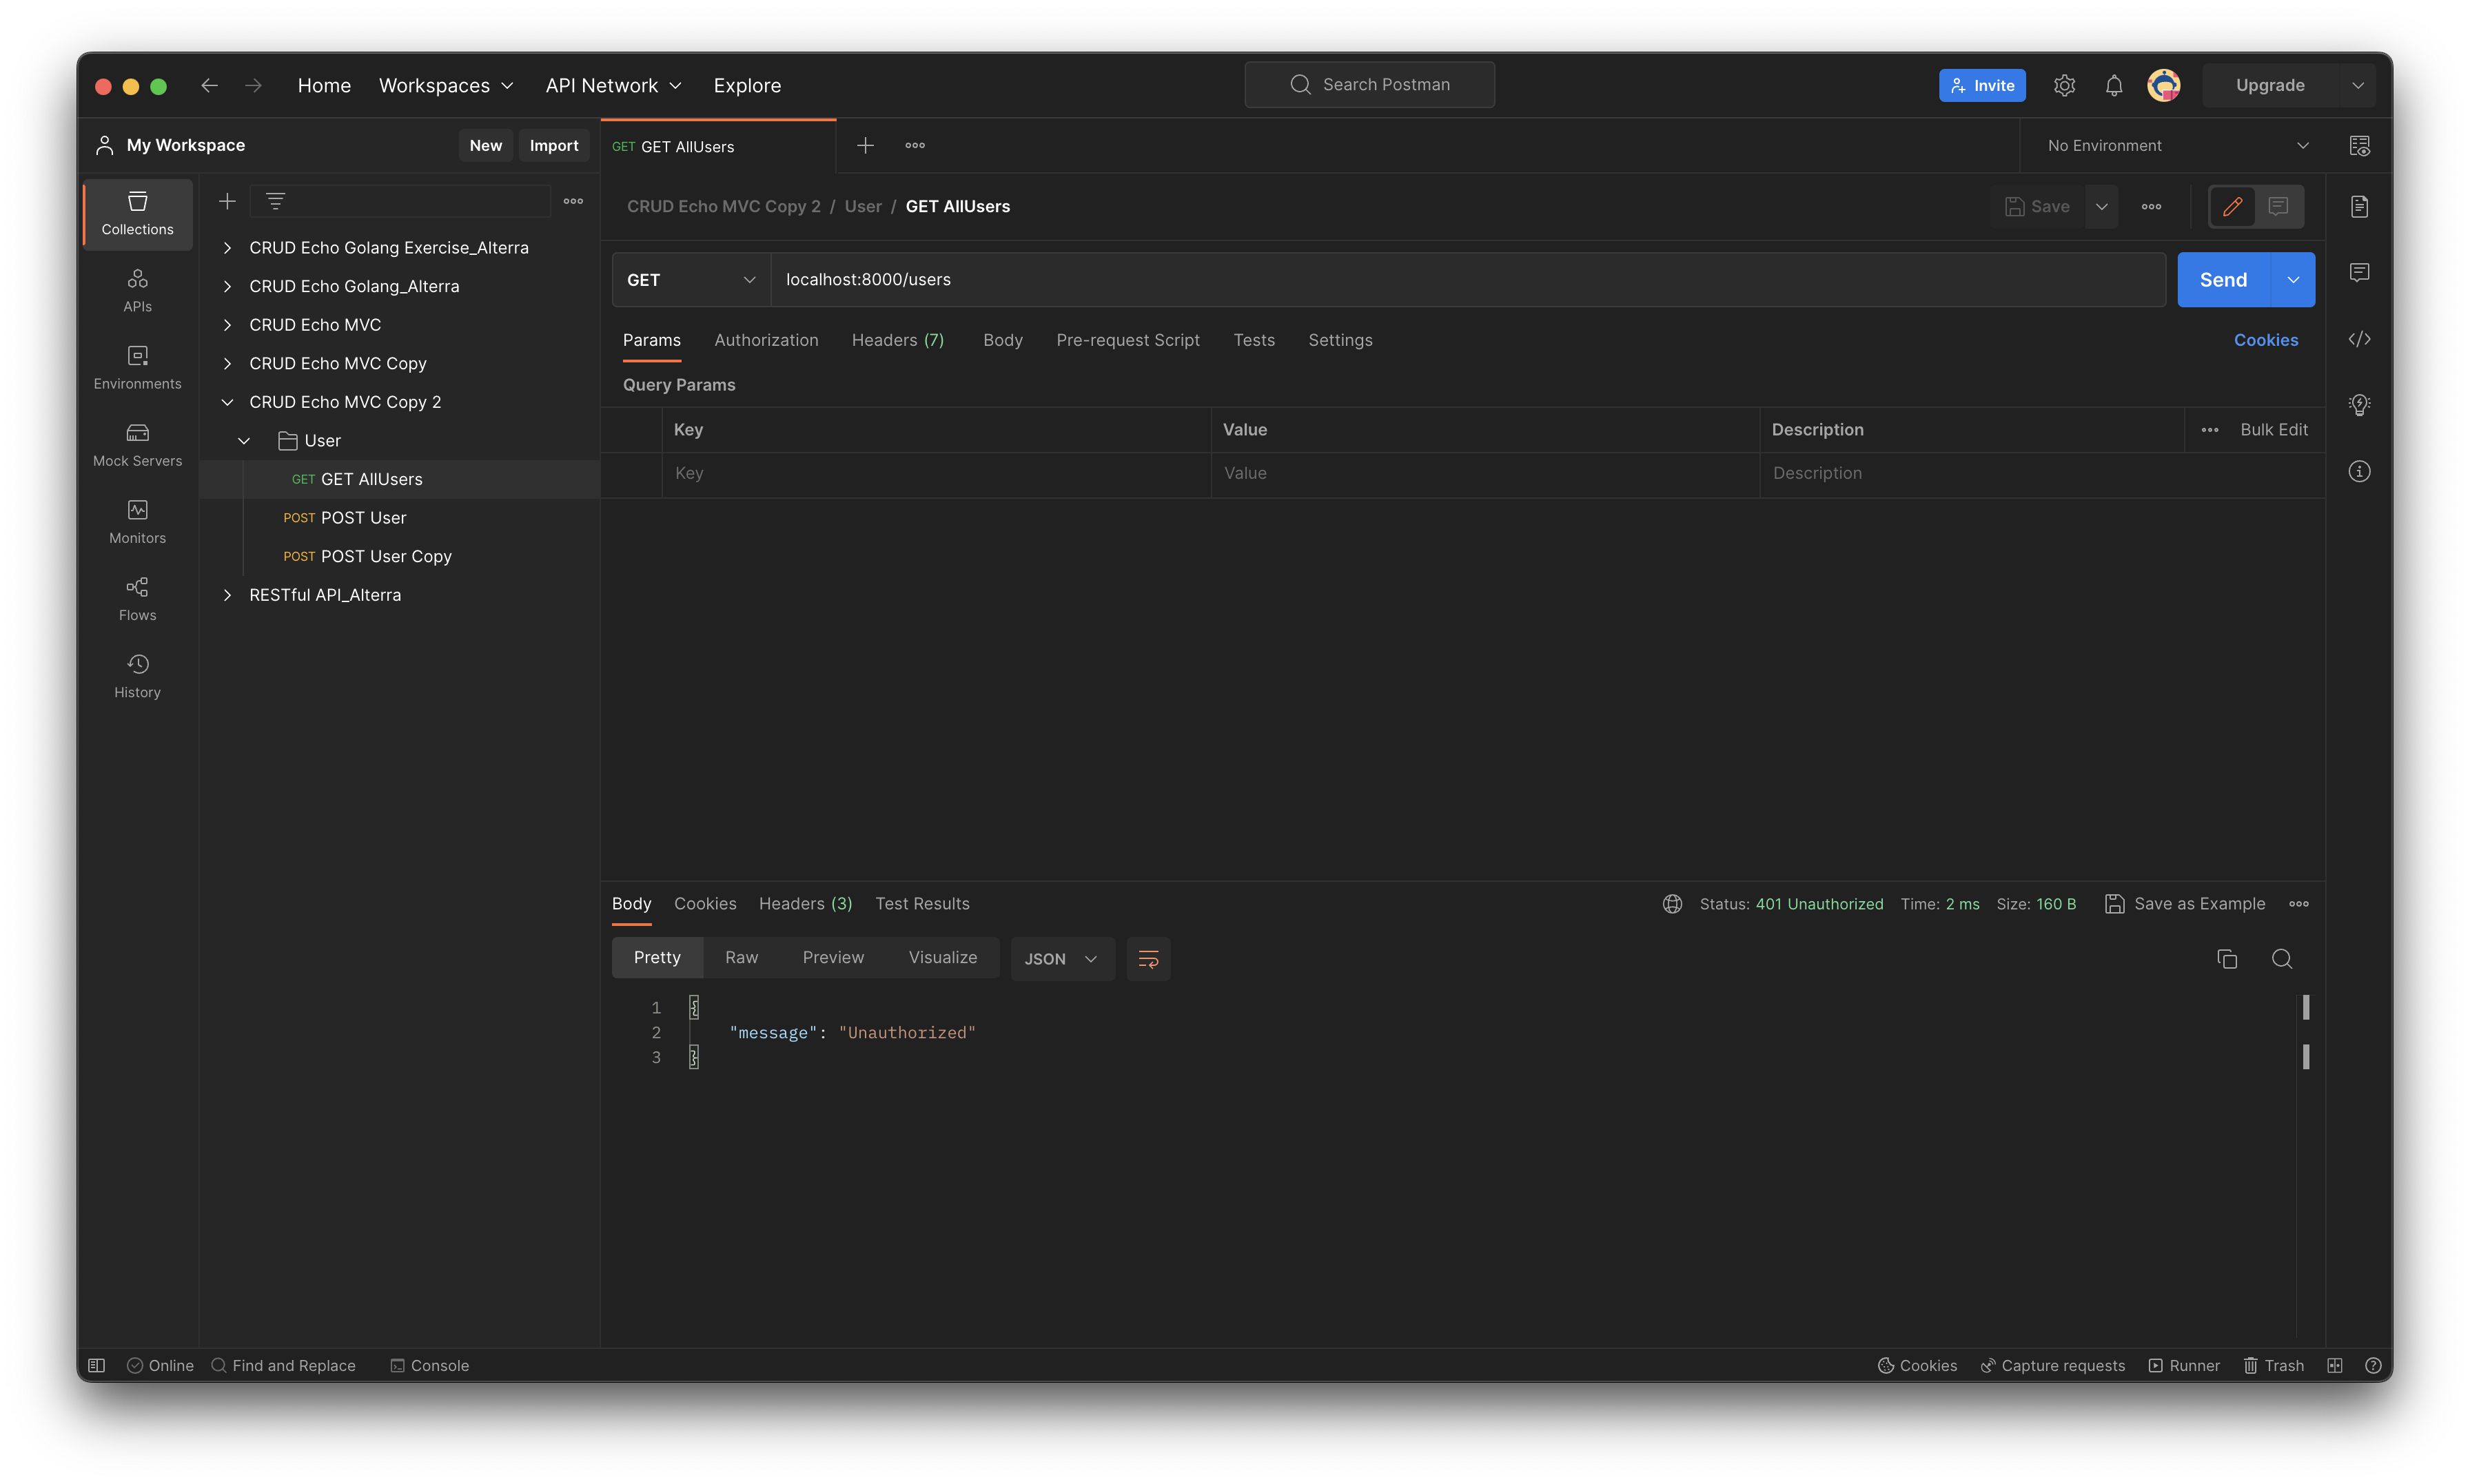 Home Workspaces API Network Explore Search Postman Invite Upgrade
My Workspace New Import
GET GET AllUsers No Environment
Collections
APIs
Environments
Mock Servers
Monitors
Flows
History
CRUD Echo Golang Exercise_Alterra
CRUD Echo Golang_Alterra
CRUD Echo MVC
CRUD Echo MVC Copy
CRUD Echo MVC Copy 2
User
GET GET AllUsers
POST POST User
POST POST User Copy
RESTful API_Alterra
CRUD Echo MVC Copy 2 / User / GET AllUsers Save
GET localhost:8000/users Send
Params Authorization Headers (7) Body Pre-request Script Tests Settings Cookies
Query Params
Key Value Description Bulk Edit
Key Value Description
Body Cookies Headers (3) Test Results Status: 401 Unauthorized Time: 2 ms Size: 160 B Save as Example
Pretty Raw Preview Visualize JSON
1 {
2 "message": "Unauthorized"
3 }
Online Find and Replace Console Cookies Capture requests Runner Trash